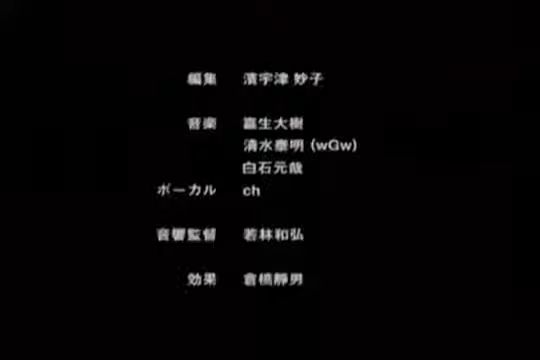 編集 濱宇津 妙子
音楽 蓜生大樹
清水泰明 (wGw)
白石元哉
ボーカル ch
音響監督 若林和弘
効果 倉橋靜男